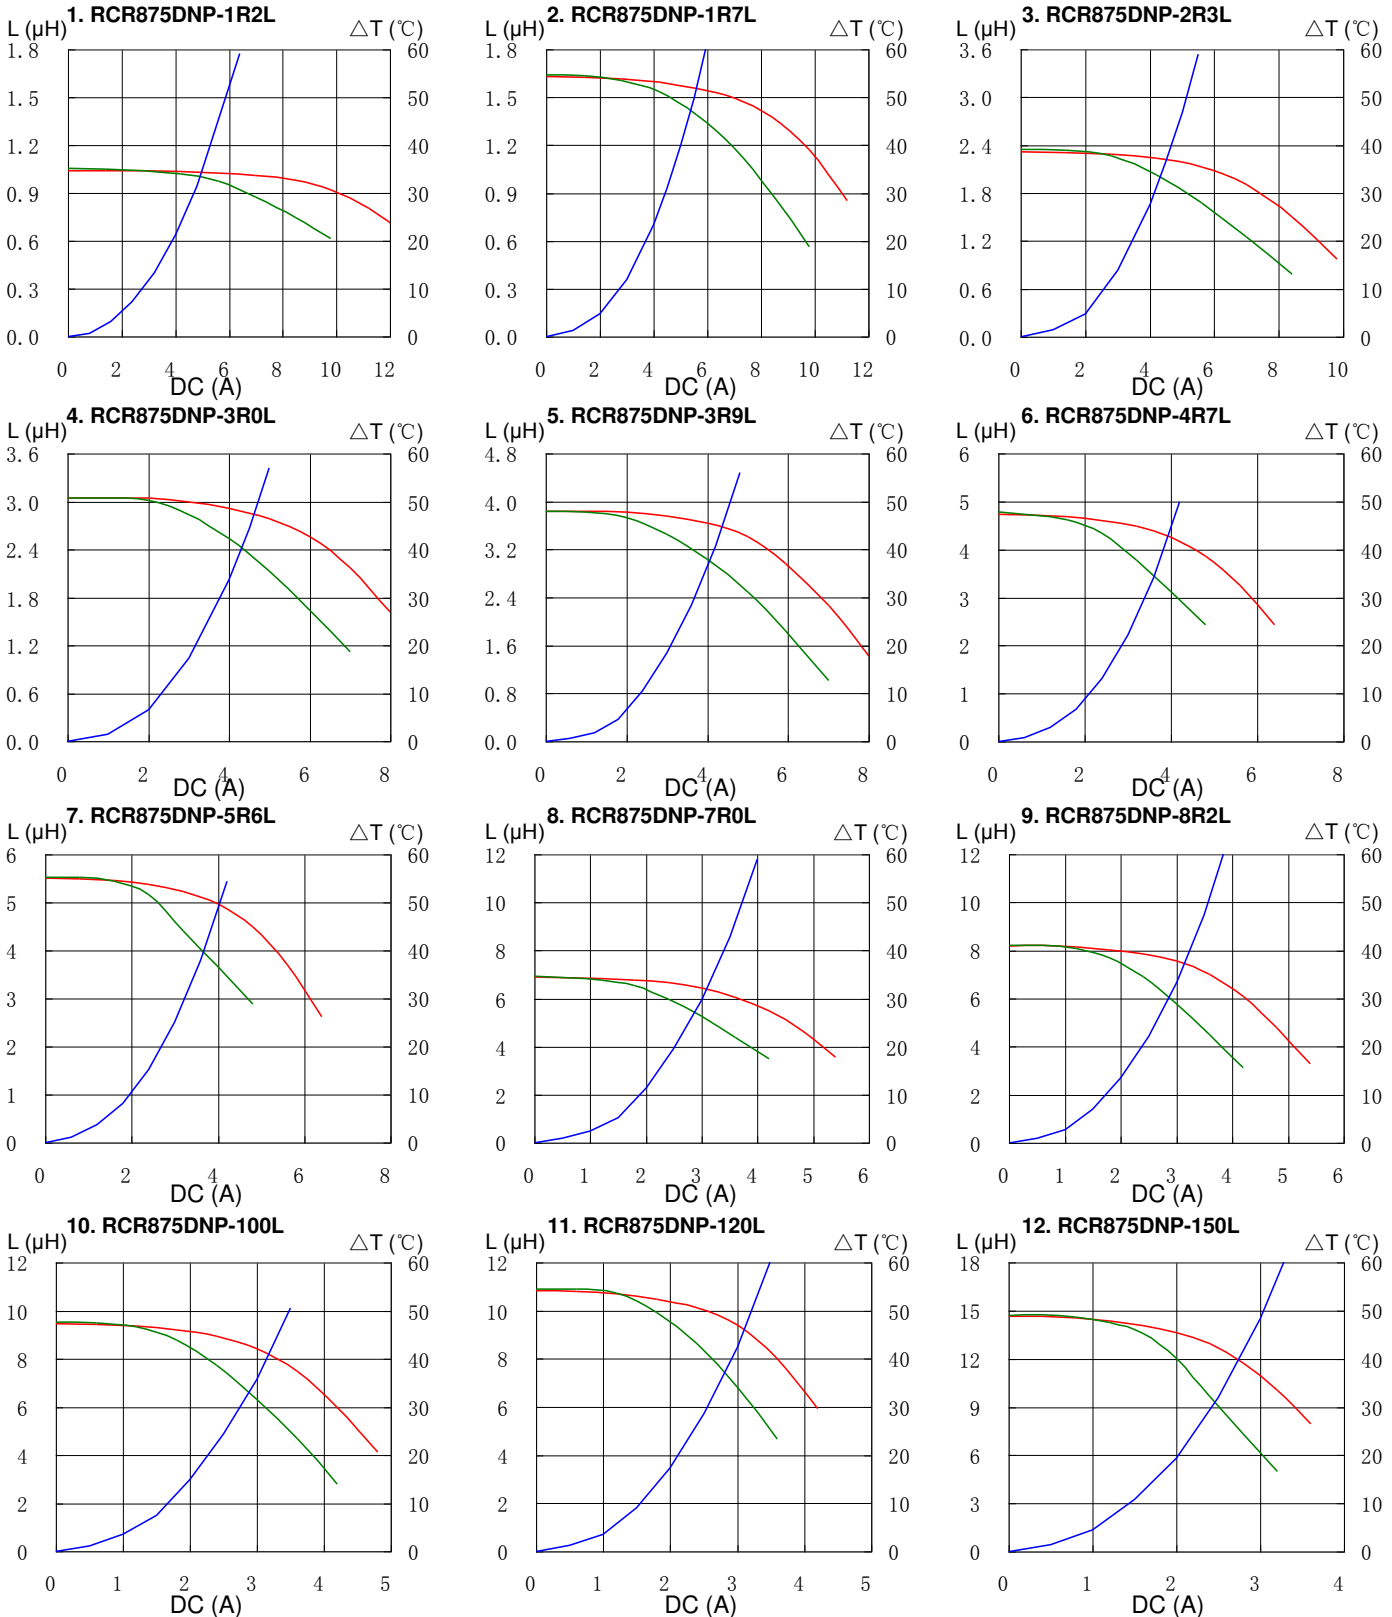 1. RCR875DNP-1R2L
L (µH)
△T (℃)
1.8
1.5
1.2
0.9
0.6
0.3
0.0
60
50
40
30
20
10
0
0 2 4 6 8 10 12
DC (A)
2. RCR875DNP-1R7L
L (µH)
△T (℃)
1.8
1.5
1.2
0.9
0.6
0.3
0.0
60
50
40
30
20
10
0
0 2 4 6 8 10 12
DC (A)
3. RCR875DNP-2R3L
L (µH)
△T (℃)
3.6
3.0
2.4
1.8
1.2
0.6
0.0
60
50
40
30
20
10
0
0 2 4 6 8 10
DC (A)
4. RCR875DNP-3R0L
L (µH)
△T (℃)
3.6
3.0
2.4
1.8
1.2
0.6
0.0
60
50
40
30
20
10
0
0 2 4 6 8
DC (A)
5. RCR875DNP-3R9L
L (µH)
△T (℃)
4.8
4.0
3.2
2.4
1.6
0.8
0.0
60
50
40
30
20
10
0
0 2 4 6 8
DC (A)
6. RCR875DNP-4R7L
L (µH)
△T (℃)
6
5
4
3
2
1
0
60
50
40
30
20
10
0
0 2 4 6 8
DC (A)
7. RCR875DNP-5R6L
L (µH)
△T (℃)
6
5
4
3
2
1
0
60
50
40
30
20
10
0
0 2 4 6 8
DC (A)
8. RCR875DNP-7R0L
L (µH)
△T (℃)
12
10
8
6
4
2
0
60
50
40
30
20
10
0
0 1 2 3 4 5 6
DC (A)
9. RCR875DNP-8R2L
L (µH)
△T (℃)
12
10
8
6
4
2
0
60
50
40
30
20
10
0
0 1 2 3 4 5 6
DC (A)
10. RCR875DNP-100L
L (µH)
△T (℃)
12
10
8
6
4
2
0
60
50
40
30
20
10
0
0 1 2 3 4 5
DC (A)
11. RCR875DNP-120L
L (µH)
△T (℃)
12
10
8
6
4
2
0
60
50
40
30
20
10
0
0 1 2 3 4 5
DC (A)
12. RCR875DNP-150L
L (µH)
△T (℃)
18
15
12
9
6
3
0
60
50
40
30
20
10
0
0 1 2 3 4
DC (A)